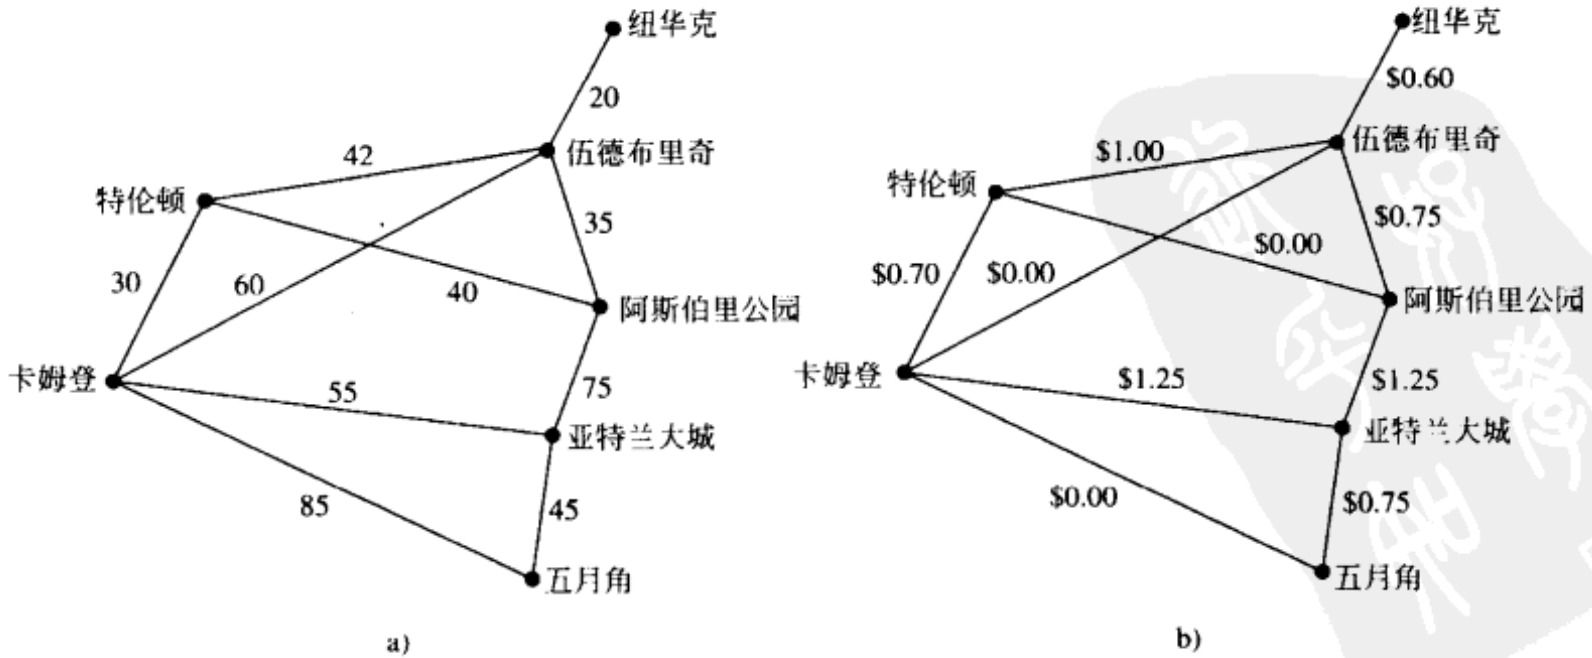 纽华克
20
伍德布里奇
42
特伦顿
35
30
60
40
阿斯伯里公园
卡姆登
55
75
亚特兰大城
85
45
五月角
a)
纽华克
$0.60
伍德布里奇
$1.00
特伦顿
$0.75
$0.00
$0.70
$0.00
阿斯伯里公园
卡姆登
$1.25
$1.25
亚特兰大城
$0.00
$0.75
五月角
b)